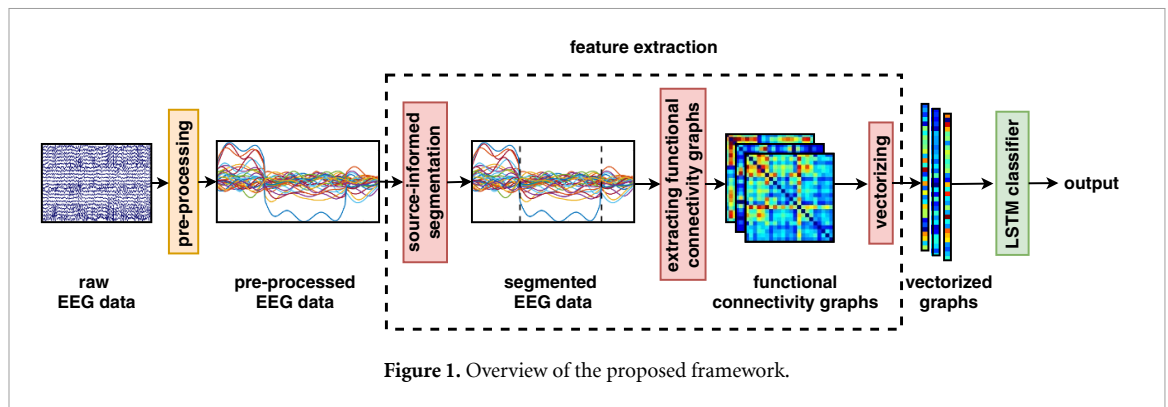 feature extraction
pre-processing
source-informed
segmentation
extracting functional
connectivity graphs
vectorizing
LSTM classifier
output
raw
EEG data
pre-processed
EEG data
segmented
EEG data
functional
connectivity graphs
vectorized
graphs
Figure 1. Overview of the proposed framework.